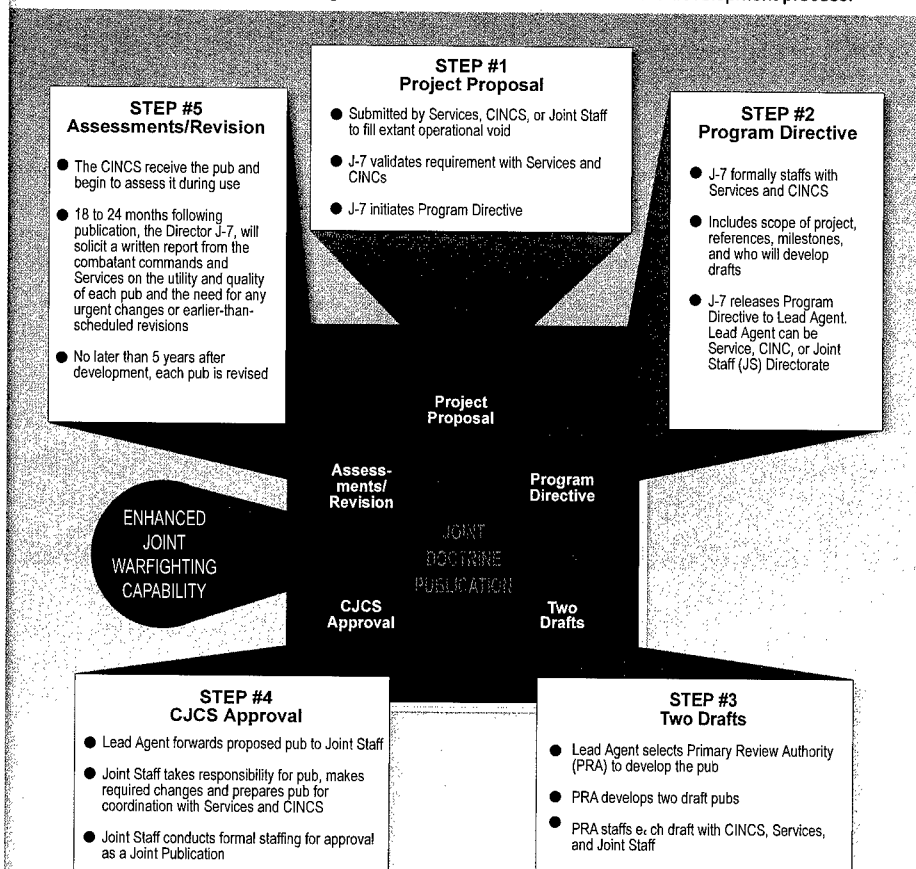 process.
STEP #1
Project Proposal
● Submitted by Services, CINCS, or Joint Staff
to fill extant operational void
● J-7 validates requirement with Services and
CINCs
● J-7 initiates Program Directive
STEP #2
Program Directive
● J-7 formally staffs with
Services and CINCS
● Includes scope of project,
references, milestones,
and who will develop
drafts
● J-7 releases Program
Directive to Lead Agent.
Lead Agent can be
Service, CINC, or Joint
Staff (JS) Directorate
STEP #3
Two Drafts
● Lead Agent selects Primary Review Authority
(PRA) to develop the pub
● PRA develops two draft pubs
● PRA staffs draft with CINCS, Services,
and Joint Staff
STEP #4
CJCS Approval
● Lead Agent forwards proposed pub to Joint Staff
● Joint Staff takes responsibility for pub, makes
required changes and prepares pub for
coordination with Services and CINCS
● Joint Staff conducts formal staffing for approval
as a Joint Publication
STEP #5
Assessments/Revision
● The CINCS receive the pub and
begin to assess it during use
● 18 to 24 months following
publication, the Director J-7, will
solicit a written report from the
combatant commands and
Services on the utility and quality
of each pub and the need for any
urgent changes or earlier-than-
scheduled revisions
● No later than 5 years after
development, each pub is revised
Project
Proposal
Program
Directive
Two
Drafts
CJCS
Approval
Assess-
ments/
Revision
JOINT
DOCTRINE
PUBLICATION
ENHANCED
JOINT
WARFIGHTING
CAPABILITY